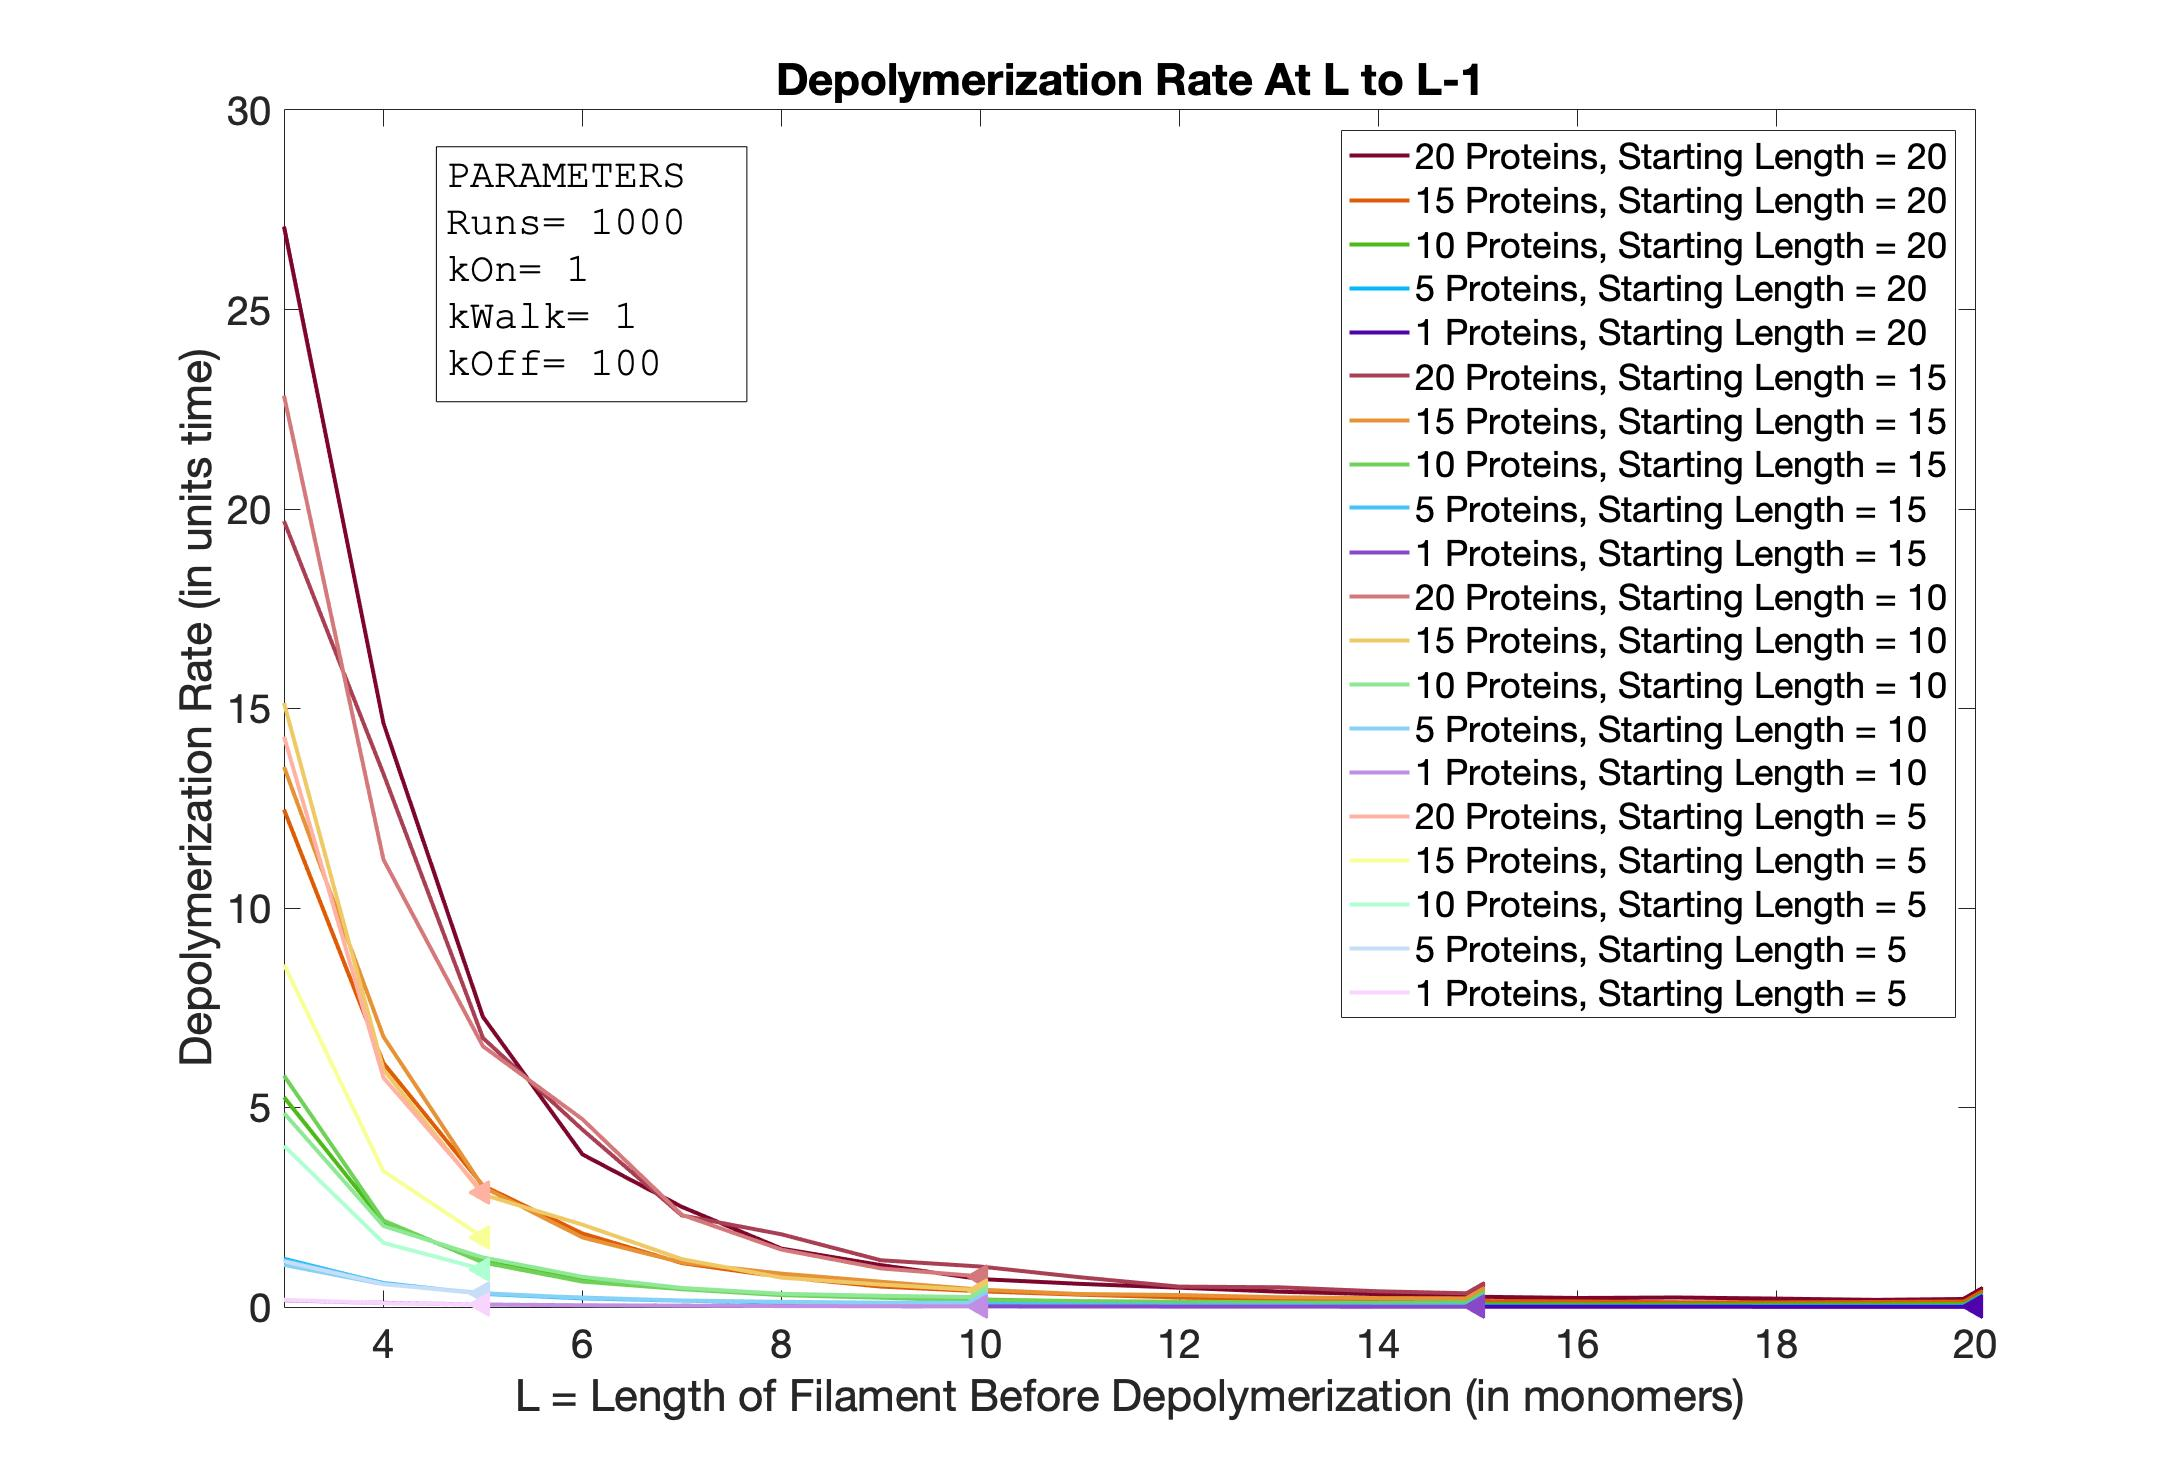 Depolymerization Rate At L to L-1
30
25
20
15
10
5
0
Depolymerization Rate (in units time)
PARAMETERS
Runs= 1000
kOn= 1
kWalk= 1
kOff= 100
20 Proteins, Starting Length = 20
15 Proteins, Starting Length = 20
10 Proteins, Starting Length = 20
5 Proteins, Starting Length = 20
1 Proteins, Starting Length = 20
20 Proteins, Starting Length = 15
15 Proteins, Starting Length = 15
10 Proteins, Starting Length = 15
5 Proteins, Starting Length = 15
1 Proteins, Starting Length = 15
20 Proteins, Starting Length = 10
15 Proteins, Starting Length = 10
10 Proteins, Starting Length = 10
5 Proteins, Starting Length = 10
1 Proteins, Starting Length = 10
20 Proteins, Starting Length = 5
15 Proteins, Starting Length = 5
10 Proteins, Starting Length = 5
5 Proteins, Starting Length = 5
1 Proteins, Starting Length = 5
4 6 8 10 12 14 16 18 20
L = Length of Filament Before Depolymerization (in monomers)